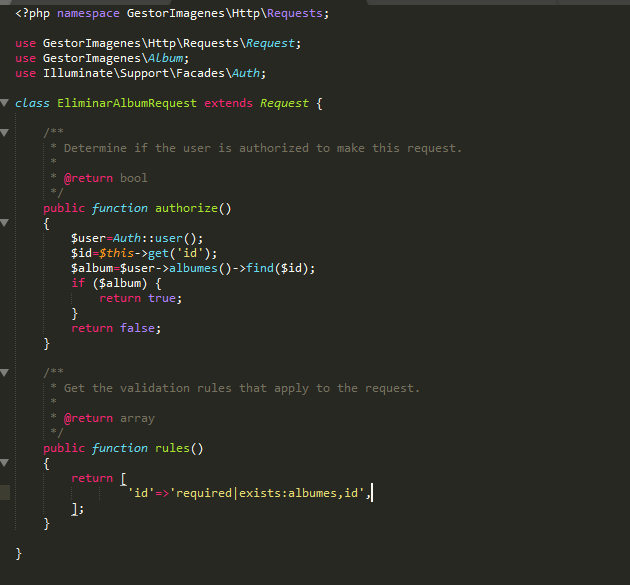 <?php namespace GestorImagenes\Http\Requests;
use GestorImagenes\Http\Requests\Request;
use GestorImagenes\Album;
use Illuminate\Support\Facades\Auth;
class EliminarAlbumRequest extends Request {
/**
* Determine if the user is authorized to make this request.
*
* @return bool
*/
public function authorize()
{
$user=Auth::user();
$id=$this->get('id');
$album=$user->albumes()->find($id);
if ($album) {
return true;
}
return false;
}
/**
* Get the validation rules that apply to the request.
*
* @return array
*/
public function rules()
{
return [
'id'=>'required|exists:albumes,id',
];
}
}